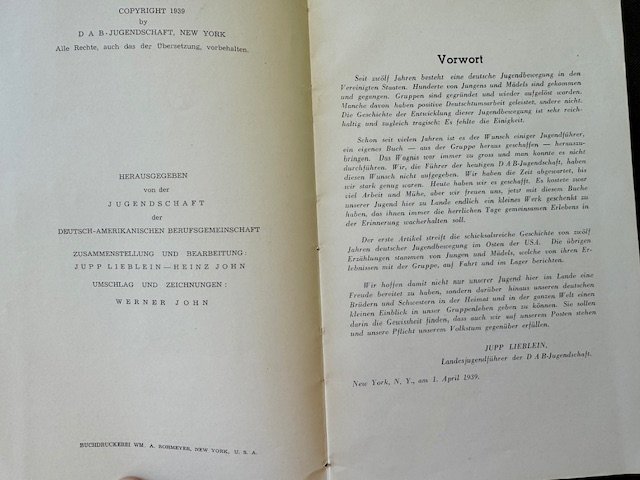 COPYRIGHT 1939
by
D A B - JUGENDSCHAFT, NEW YORK
Alle Rechte, auch das der Übersetzung, vorbehalten.
HERAUSGEGEBEN
von der
JUGENDSCHAFT
der
DEUTSCH-AMERIKANISCHEN BERUFSGEMEINSCHAFT
ZUSAMMENSTELLUNG UND BEARBEITUNG:
JUPP LIEBLEIN — HEINZ JOHN
UMSCHLAG UND ZEICHNUNGEN:
WERNER JOHN
BUCHDRUCKEREI WM. A. ROHMEYER, NEW YORK, U. S. A.
Vorwort
Seit zwölf Jahren besteht eine deutsche Jugendbewegung in den
Vereinigten Staaten. Hunderte von Jungens und Mädels sind gekommen
und gegangen. Gruppen sind gegründet und wieder aufgelöst worden.
Manche davon haben positive Deutschtumsarbeit geleistet, andere nicht.
Die Geschichte der Entwicklung dieser Jugendbewegung ist sehr reich-
haltig und zugleich tragisch: Es fehlte die Einigkeit.
Schon seit vielen Jahren ist es der Wunsch einiger Jugendführer,
ein eigenes Buch — aus der Gruppe heraus geschaffen — herauszu-
bringen. Das Wagnis war immer zu gross und man konnte es nicht
durchführen. Wir, die Führer der heutigen D A B-Jugendschaft, haben
diesen Wunsch nicht aufgegeben. Wir haben die Zeit abgewartet, bis
wir stark genug waren. Heute haben wir es geschafft. Es kostete zwar
viel Arbeit und Mühe, aber wir freuen uns, jetzt mit diesem Buche
unserer Jugend hier zu Lande endlich ein kleines Werk geschenkt zu
haben, das ihnen immer die herrlichen Tage gemeinsamen Erlebens in
der Erinnerung wacherhalten soll.
Der erste Artikel streift die schicksalsreiche Geschichte von zwölf
Jahren deutscher Jugendbewegung im Osten der USA. Die übrigen
Erzählungen stammen von Jungen und Mädels, welche von ihren Er-
lebnissen mit der Gruppe, auf Fahrt und im Lager berichten.
Wir hoffen damit nicht nur unserer Jugend hier im Lande eine
Freude bereitet zu haben, sondern darüber hinaus unseren deutschen
Brüdern und Schwestern in der Heimat und in der ganzen Welt einen
kleinen Einblick in unser Gruppenleben geben zu können. Sie sollen
darin die Gewissheit finden, dass auch wir auf unserem Posten stehen
und unsere Pflicht unserem Volkstum gegenüber erfüllen.
JUPP LIEBLEIN,
Landesjugendführer der D A B-Jugendschaft.
New York, N. Y., am 1. April 1939.